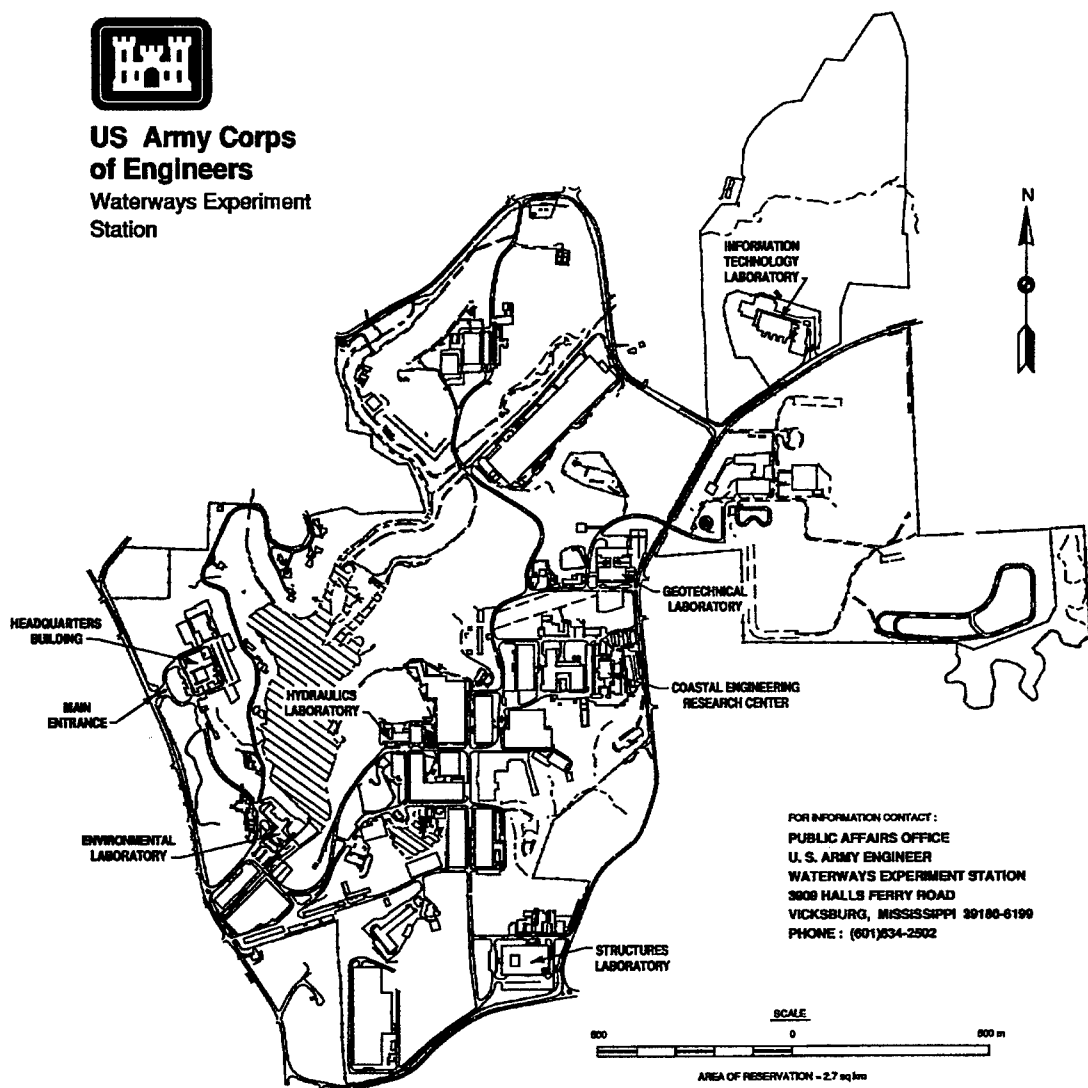 US Army Corps
of Engineers
Waterways Experiment
Station
N
INFORMATION
TECHNOLOGY
LABORATORY
GEOTECHNICAL
LABORATORY
HEADQUARTERS
BUILDING
MAIN
ENTRANCE
HYDRAULICS
LABORATORY
COASTAL ENGINEERING
RESEARCH CENTER
ENVIRONMENTAL
LABORATORY
STRUCTURES
LABORATORY
FOR INFORMATION CONTACT :
PUBLIC AFFAIRS OFFICE
U. S. ARMY ENGINEER
WATERWAYS EXPERIMENT STATION
3909 HALLS FERRY ROAD
VICKSBURG, MISSISSIPPI 39180-6199
PHONE : (601)634-2502
SCALE
0
AREA OF RESERVATION = 2.7 sq km